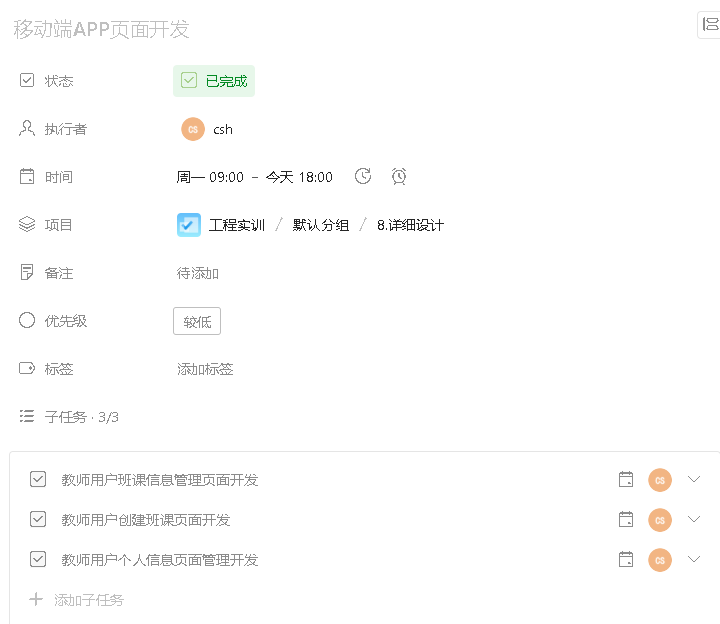 移动端APP页面开发
状态 已完成
执行者 cs csh
时间 周一 09:00 – 今天 18:00
项目 工程实训 / 默认分组 / 8.详细设计
备注 待添加
优先级 较低
标签 添加标签
子任务 · 3/3
教师用户班课信息管理页面开发 cs
教师用户创建班课页面开发 cs
教师用户个人信息页面管理开发 cs
+ 添加子任务